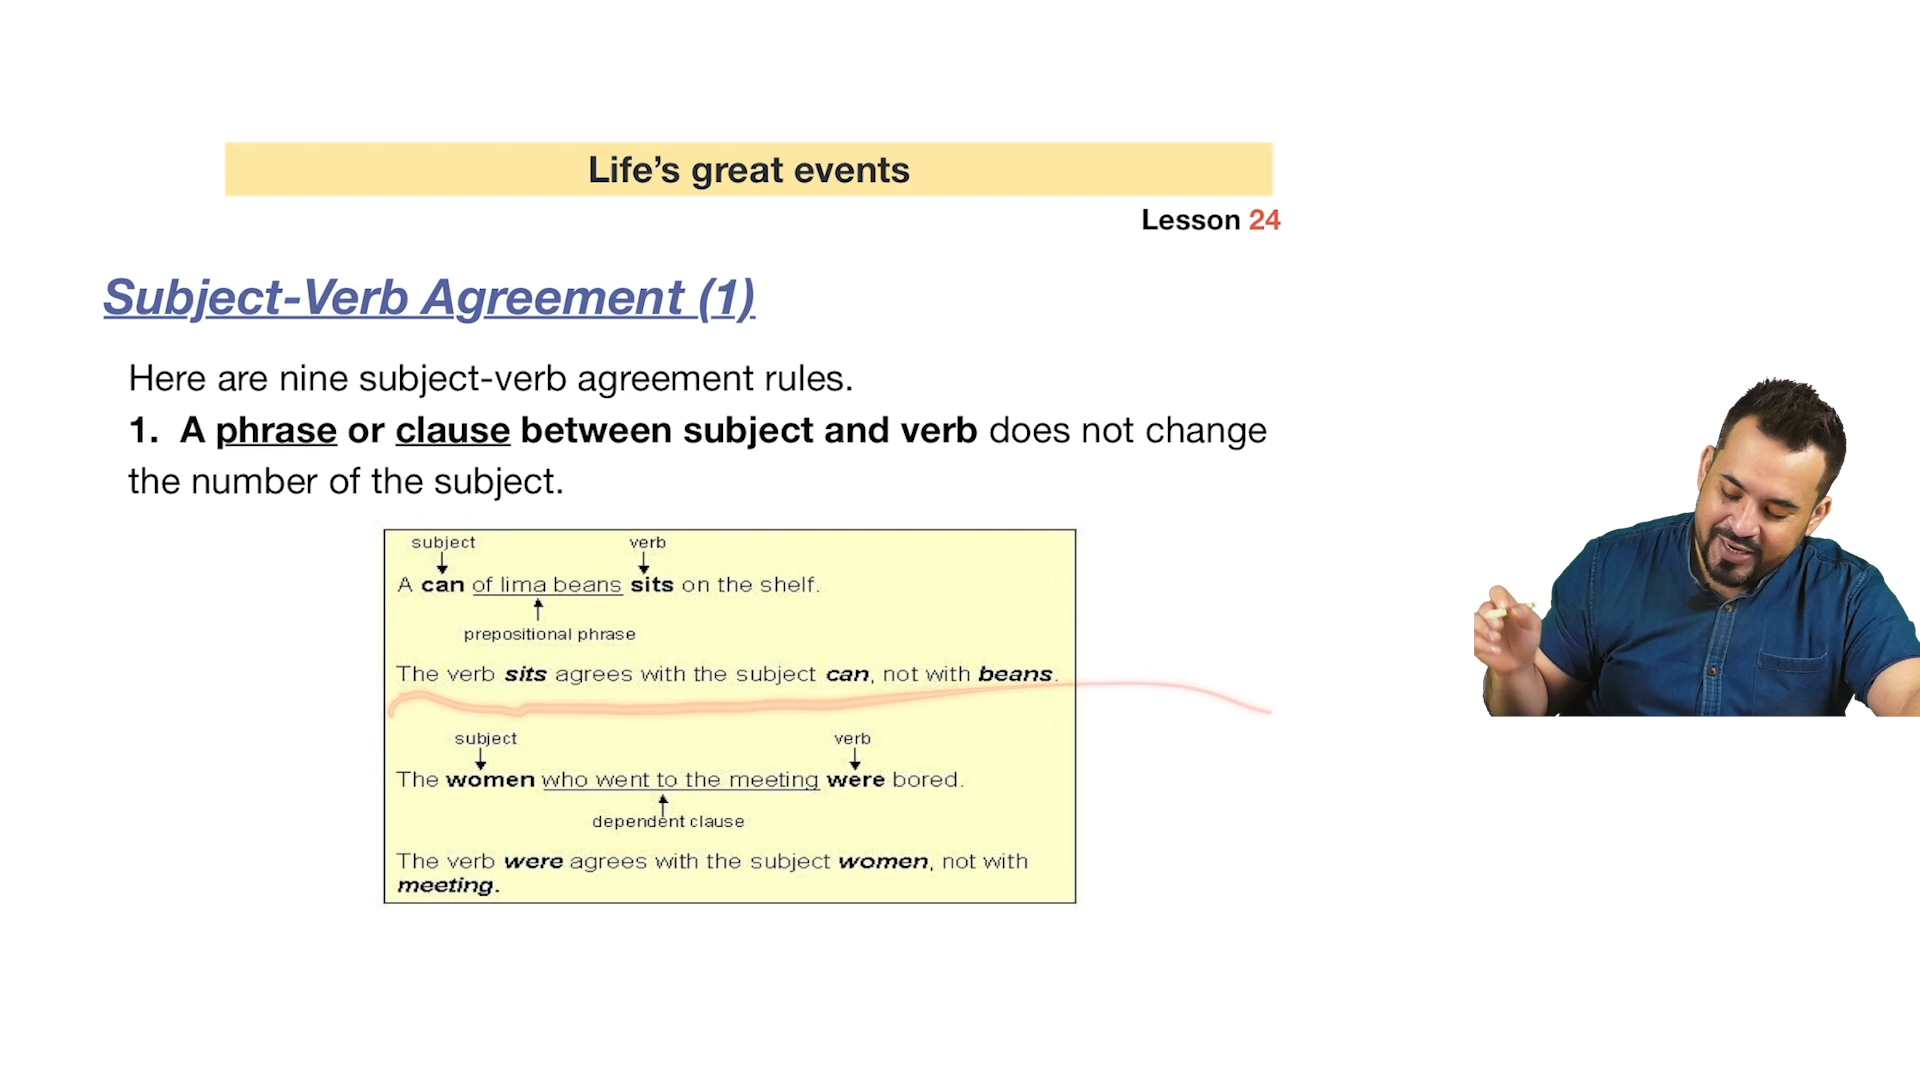 Life’s great events
Lesson 24
Subject-Verb Agreement (1)
Here are nine subject-verb agreement rules.
1. A phrase or clause between subject and verb does not change
the number of the subject.
subject verb
A can of lima beans sits on the shelf.
prepositional phrase
The verb sits agrees with the subject can, not with beans.
subject verb
The women who went to the meeting were bored.
dependent clause
The verb were agrees with the subject women, not with
meeting.